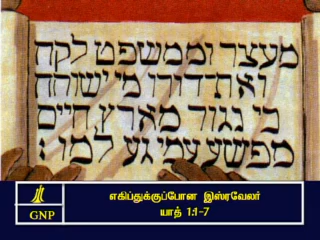 מעצר וממשפט לקח
ואת דורו מי ישוחח
כי נגזר מארץ חיים
מפשע עמי גע למו׃
எகிப்துக்குப்போன இஸ்ரவேலர்
யாத் 1:1-7
GNP